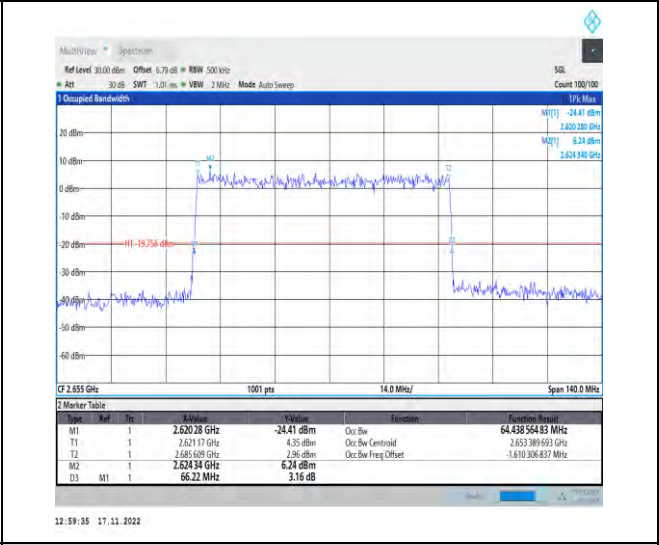 MultiView Spectrum
Ref Level 30.00 dBm Offset 6.79 dB RBW 500 kHz SGL
Att 30 dB SWT 1.01 ms VBW 2 MHz Mode Auto Sweep Count 100/100
1 Occupied Bandwidth 1Pk Max
M1[1] -24.41 dBm
2.620 280 GHz
M2[1] 6.24 dBm
2.624 340 GHz
20 dBm
M2
T1 T2
10 dBm
0 dBm
-10 dBm
-20 dBm H1 -19.756 dBm M1 D3
-30 dBm
-40 dBm
-50 dBm
-60 dBm
CF 2.655 GHz 1001 pts 14.0 MHz/ Span 140.0 MHz
2 Marker Table
Type Ref Trc X-Value Y-Value Function Function Result
M1 1 2.620 28 GHz -24.41 dBm Occ Bw 64.438 564 83 MHz
T1 1 2.621 17 GHz 4.35 dBm Occ Bw Centroid 2.653 389 693 GHz
T2 1 2.685 609 GHz 2.96 dBm Occ Bw Freq Offset -1.610 306 837 MHz
M2 1 2.624 34 GHz 6.24 dBm
D3 M1 1 66.22 MHz 3.16 dB
12:59:35 17.11.2022